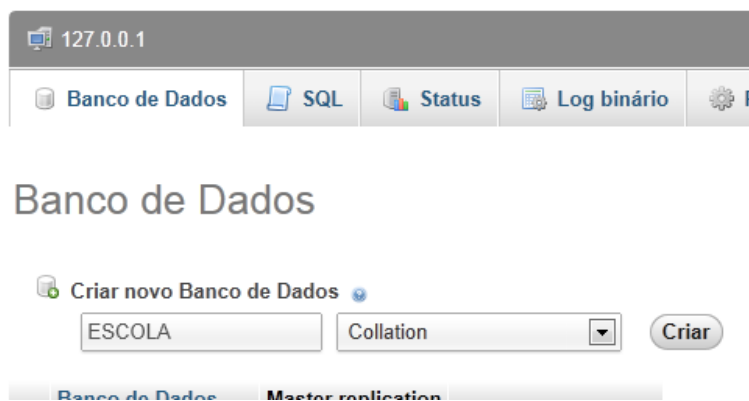 127.0.0.1
Banco de Dados SQL Status Log binário
Banco de Dados
Criar novo Banco de Dados
ESCOLA Collation Criar
Banco de Dados Master replication